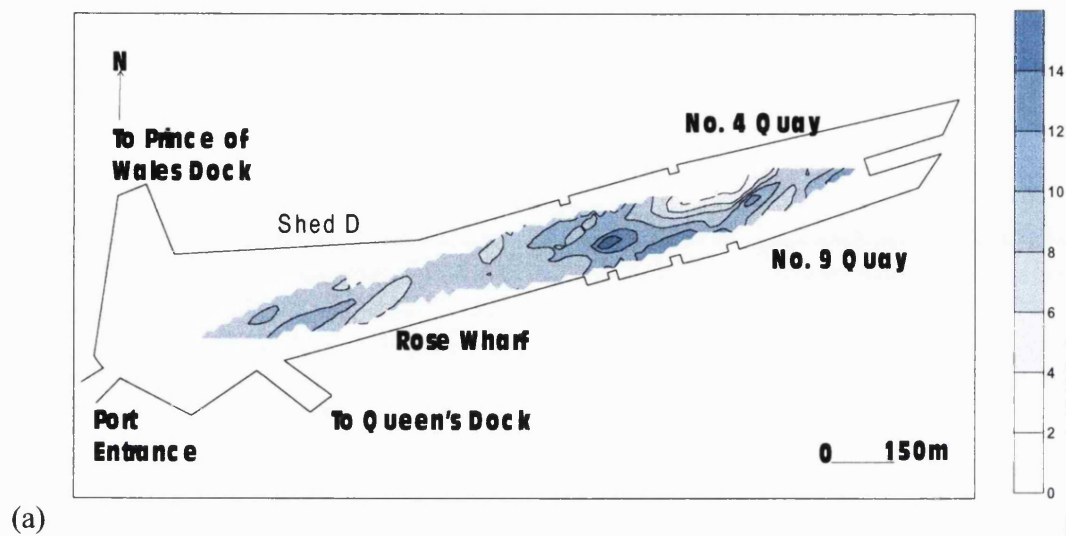 N
To Prince of
Wales Dock
Shed D
No. 4 Quay
No. 9 Quay
Rose Wharf
Port
Entrance
To Queen's Dock
0 150m
14
12
10
8
6
4
2
0
(a)